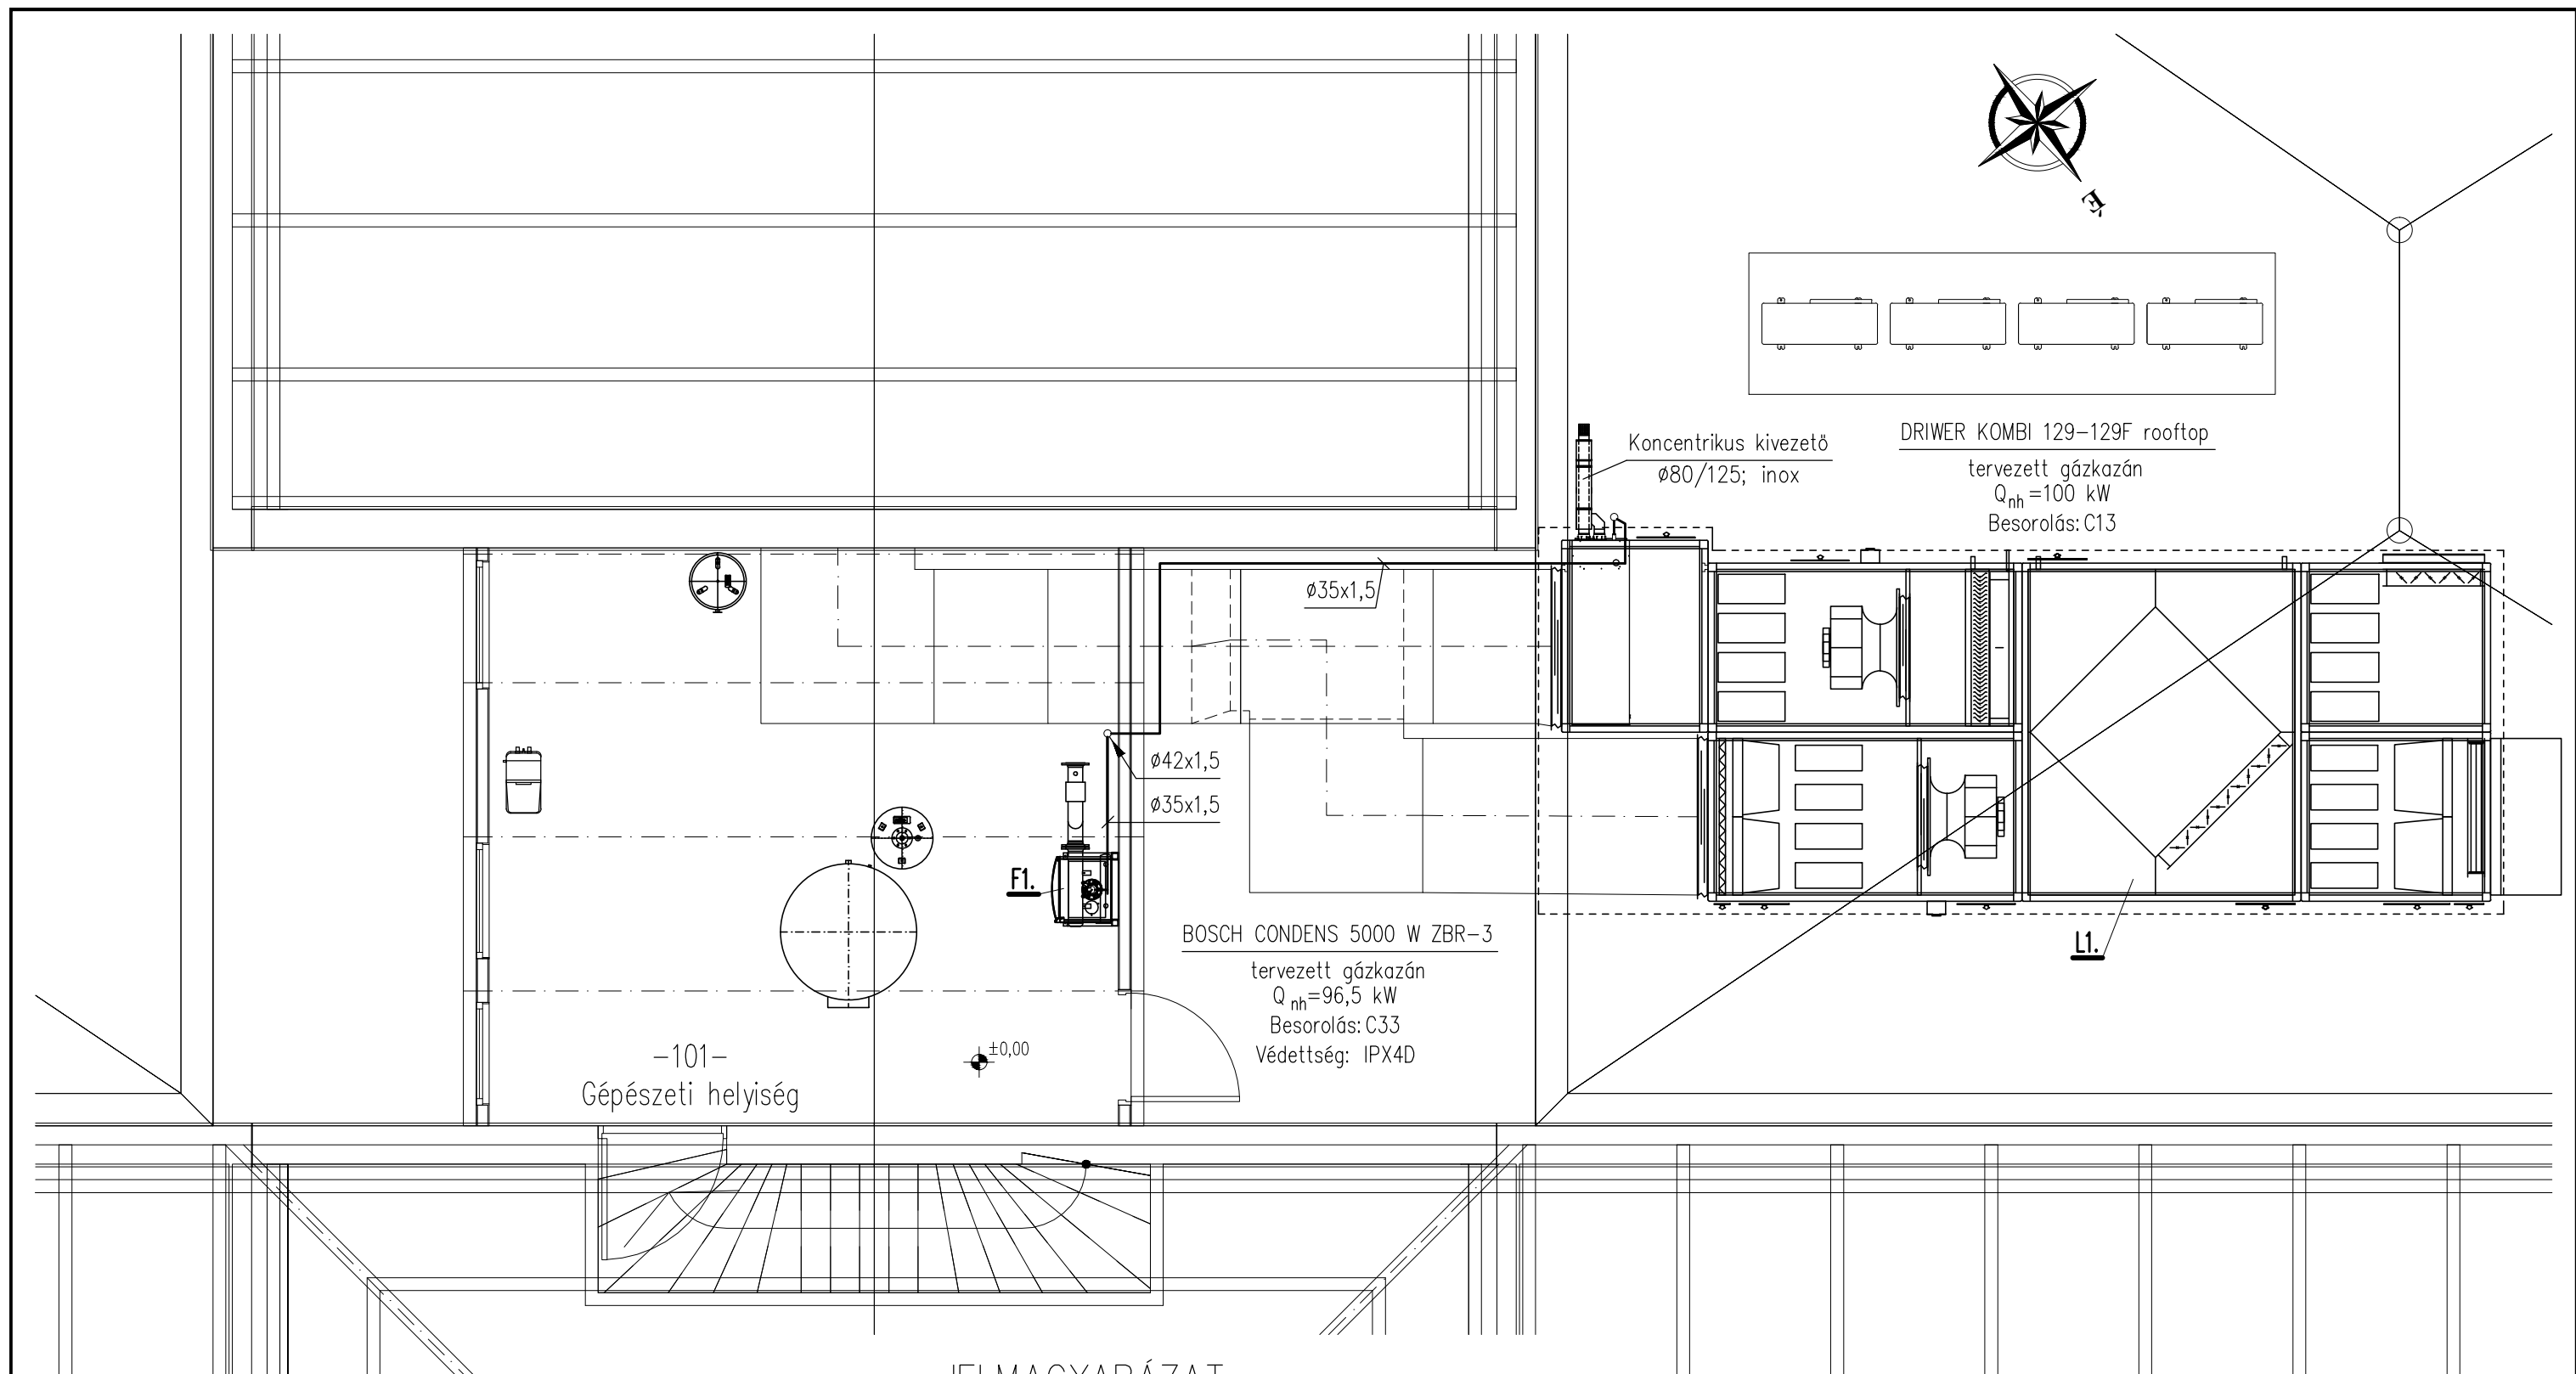 É
Koncentrikus kivezető
ø80/125; inox
DRIWER KOMBI 129-129F rooftop
tervezett gázkazán
Qnh=100 kW
Besorolás: C13
ø35x1,5
ø42x1,5
ø35x1,5
F1.
L1.
BOSCH CONDENS 5000 W ZBR-3
tervezett gázkazán
Qnh=96,5 kW
Besorolás: C33
Védettség: IPX4D
-101-
Gépészeti helyiség
±0,00
JELMAGYARÁZAT